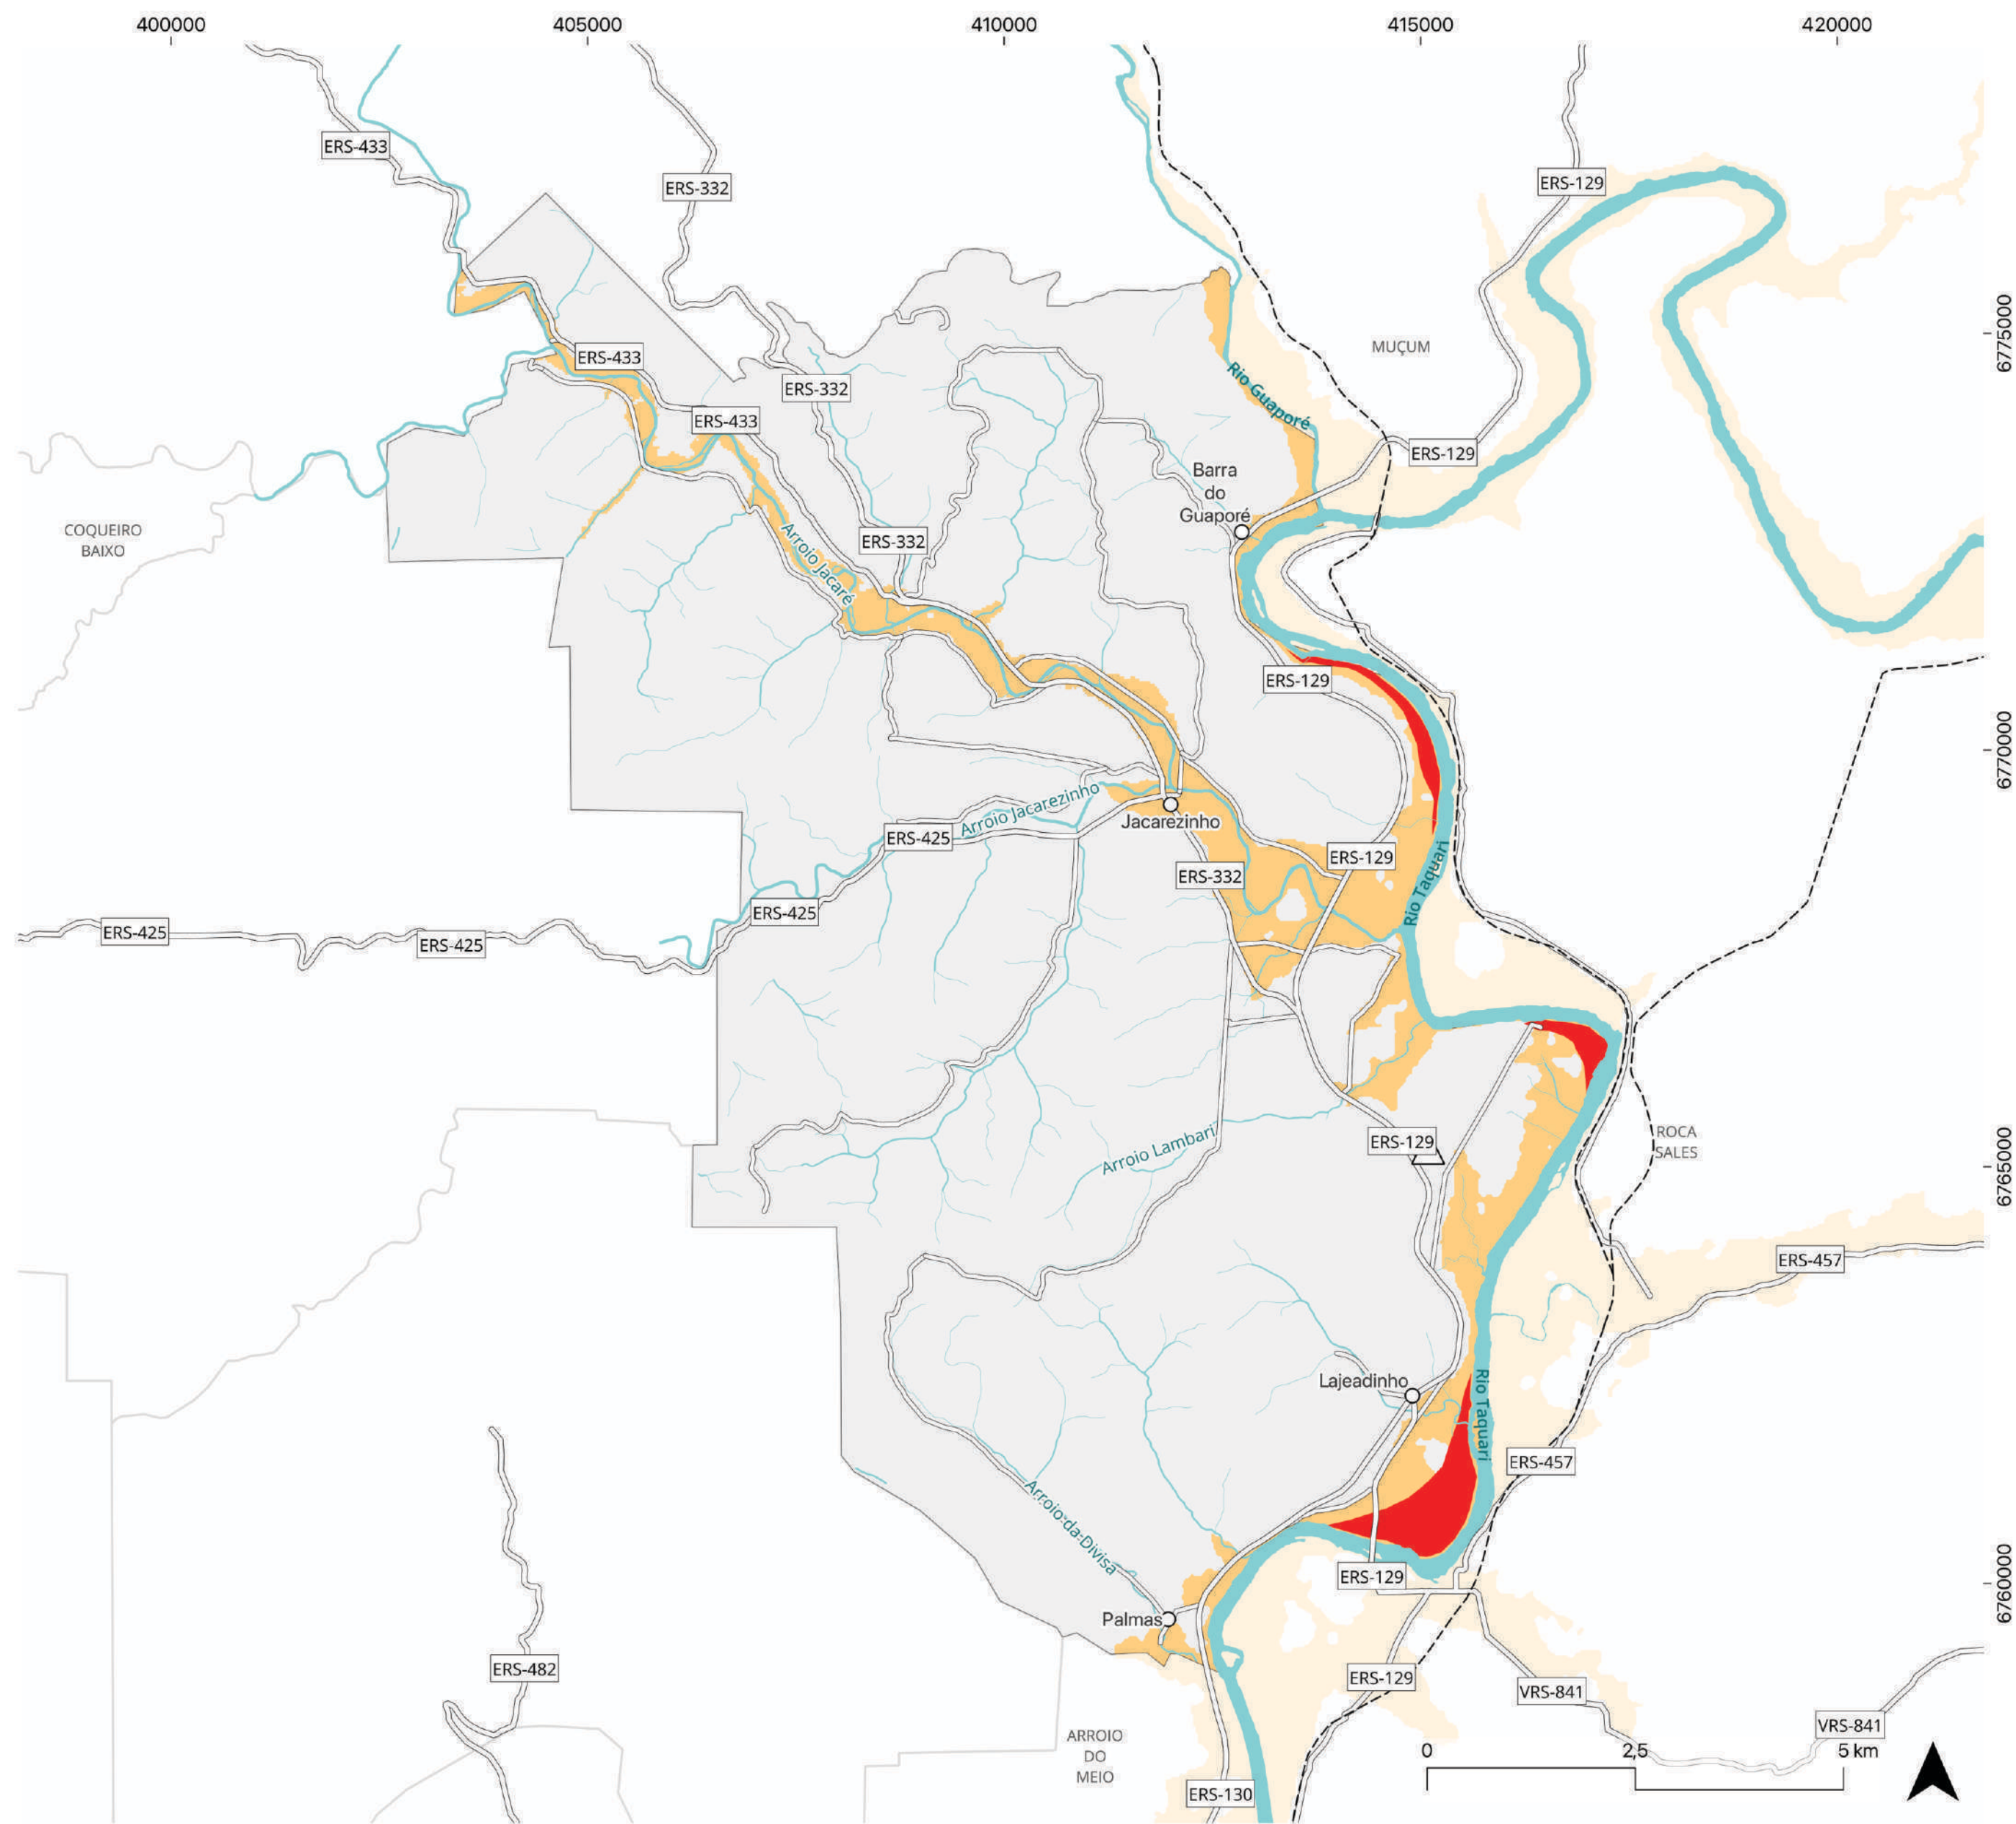 400000
405000
410000
415000
420000
ERS-433
ERS-332
ERS-129
6775000
MUÇUM
ERS-433
ERS-332
Rio Guaporé
ERS-433
ERS-129
Barra
do
Guaporé
COQUEIRO
BAIXO
ERS-332
Arroio Jacaré
ERS-129
6770000
Arroio Jacarezinho
Jacarezinho
ERS-425
ERS-129
ERS-332
Rio Taquari
ERS-425
ERS-425
ERS-425
ERS-129
Arroio Lambari
ROCA
SALES
6765000
ERS-457
Lajeadinho
Rio Taquari
ERS-457
Arroio da Divisa
ERS-129
6760000
Palmas
ERS-482
ERS-129
VRS-841
VRS-841
ARROIO
DO
MEIO
0
2,5
5 km
ERS-130